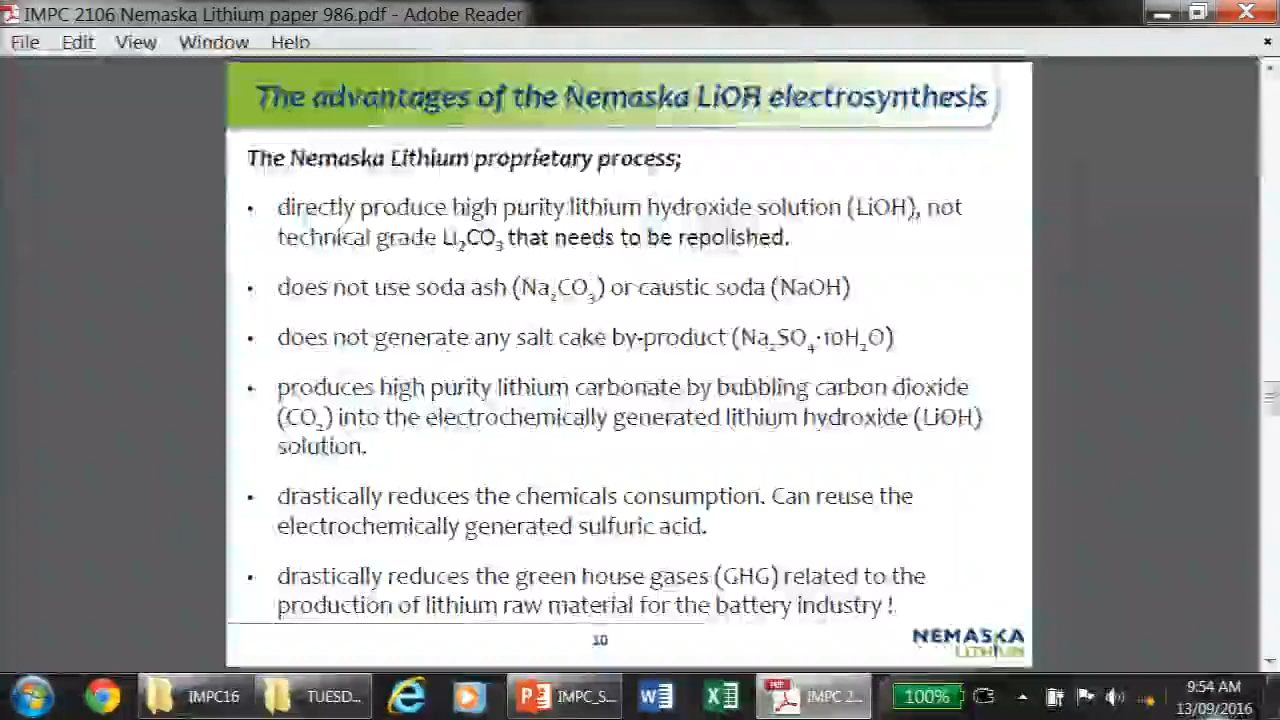 IMPC 2106 Nemaska Lithium paper 986.pdf - Adobe Reader
File Edit View Window Help
The advantages of the Nemaska LiOH electrosynthesis
The Nemaska Lithium proprietary process;
• directly produce high purity lithium hydroxide solution (LiOH), not
technical grade Li₂CO₃ that needs to be repolished.
• does not use soda ash (Na₂CO₃) or caustic soda (NaOH)
• does not generate any salt cake by-product (Na₂SO₄·10H₂O)
• produces high purity lithium carbonate by bubbling carbon dioxide
(CO₂) into the electrochemically generated lithium hydroxide (LiOH)
solution.
• drastically reduces the chemicals consumption. Can reuse the
electrochemically generated sulfuric acid.
• drastically reduces the green house gases (GHG) related to the
production of lithium raw material for the battery industry !
10
NEMASKA
LITHIUM
IMPC16 TUESD... IMPC_S... IMPC 2... 100% 9:54 AM
13/09/2016